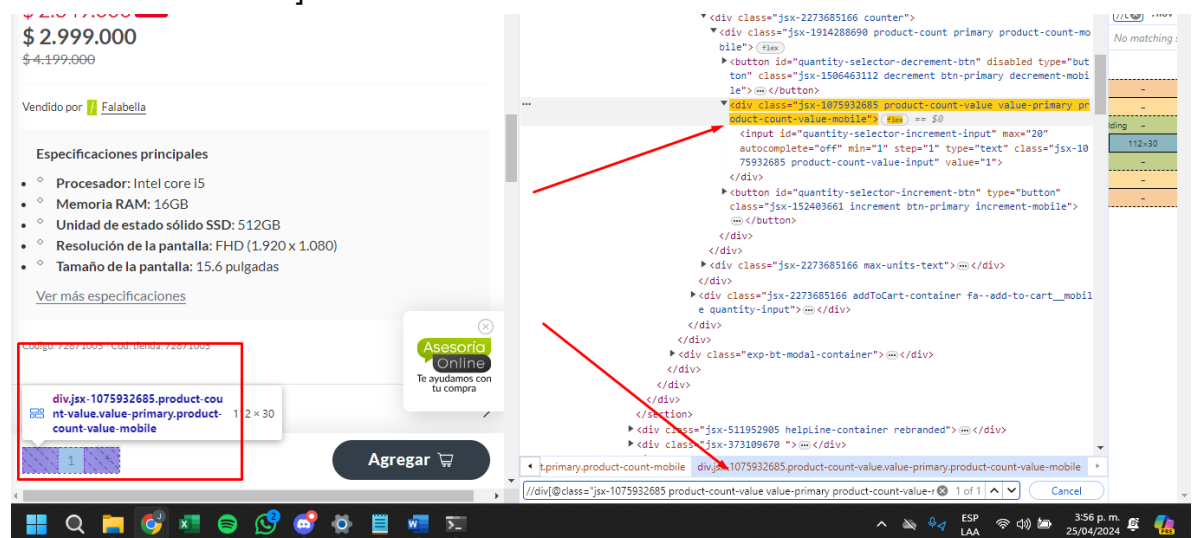 $ 2.999.000
$ 4.199.000
Vendido por Falabella
Especificaciones principales
Procesador: Intel core i5
Memoria RAM: 16GB
Unidad de estado sólido SSD: 512GB
Resolución de la pantalla: FHD (1.920 x 1.080)
Tamaño de la pantalla: 15.6 pulgadas
Ver más especificaciones
Asesoría
Online
Te ayudamos con
tu compra
div.jsx-1075932685.product-cou
nt-value.value-primary.product-
count-value-mobile
112 × 30
1 +
Agregar
<div class="jsx-2273685166 counter">
<div class="jsx-1914288690 product-count primary product-count-mo
bile"> flex
<button id="quantity-selector-decrement-btn" disabled type="but
ton" class="jsx-1506463112 decrement btn-primary decrement-mobi
le"> … </button>
… <div class="jsx-1075932685 product-count-value value-primary pr
oduct-count-value-mobile"> flex == $0
<input id="quantity-selector-increment-input" max="20"
autocomplete="off" min="1" step="1" type="text" class="jsx-10
75932685 product-count-value-input" value="1">
</div>
<button id="quantity-selector-increment-btn" type="button"
class="jsx-152403661 increment btn-primary increment-mobile">
… </button>
</div>
</div>
<div class="jsx-2273685166 max-units-text"> … </div>
</div>
<div class="jsx-2273685166 addToCart-container fa--add-to-cart__mobil
e quantity-input"> … </div>
</div>
</div>
<div class="exp-bt-modal-container"> … </div>
</div>
</div>
</div>
</section>
<div class="jsx-511952905 helpLine-container rebranded"> … </div>
<div class="jsx-373109670 "> … </div>
t.primary.product-count-mobile div.jsx-1075932685.product-count-value.value-primary.product-count-value-mobile
//div[@class="jsx-1075932685 product-count-value value-primary product-count-value-r 1 of 1 Cancel
No matching
-
-
ding -
112×30
-
-
-
ESP
LAA
3:56 p. m.
25/04/2024